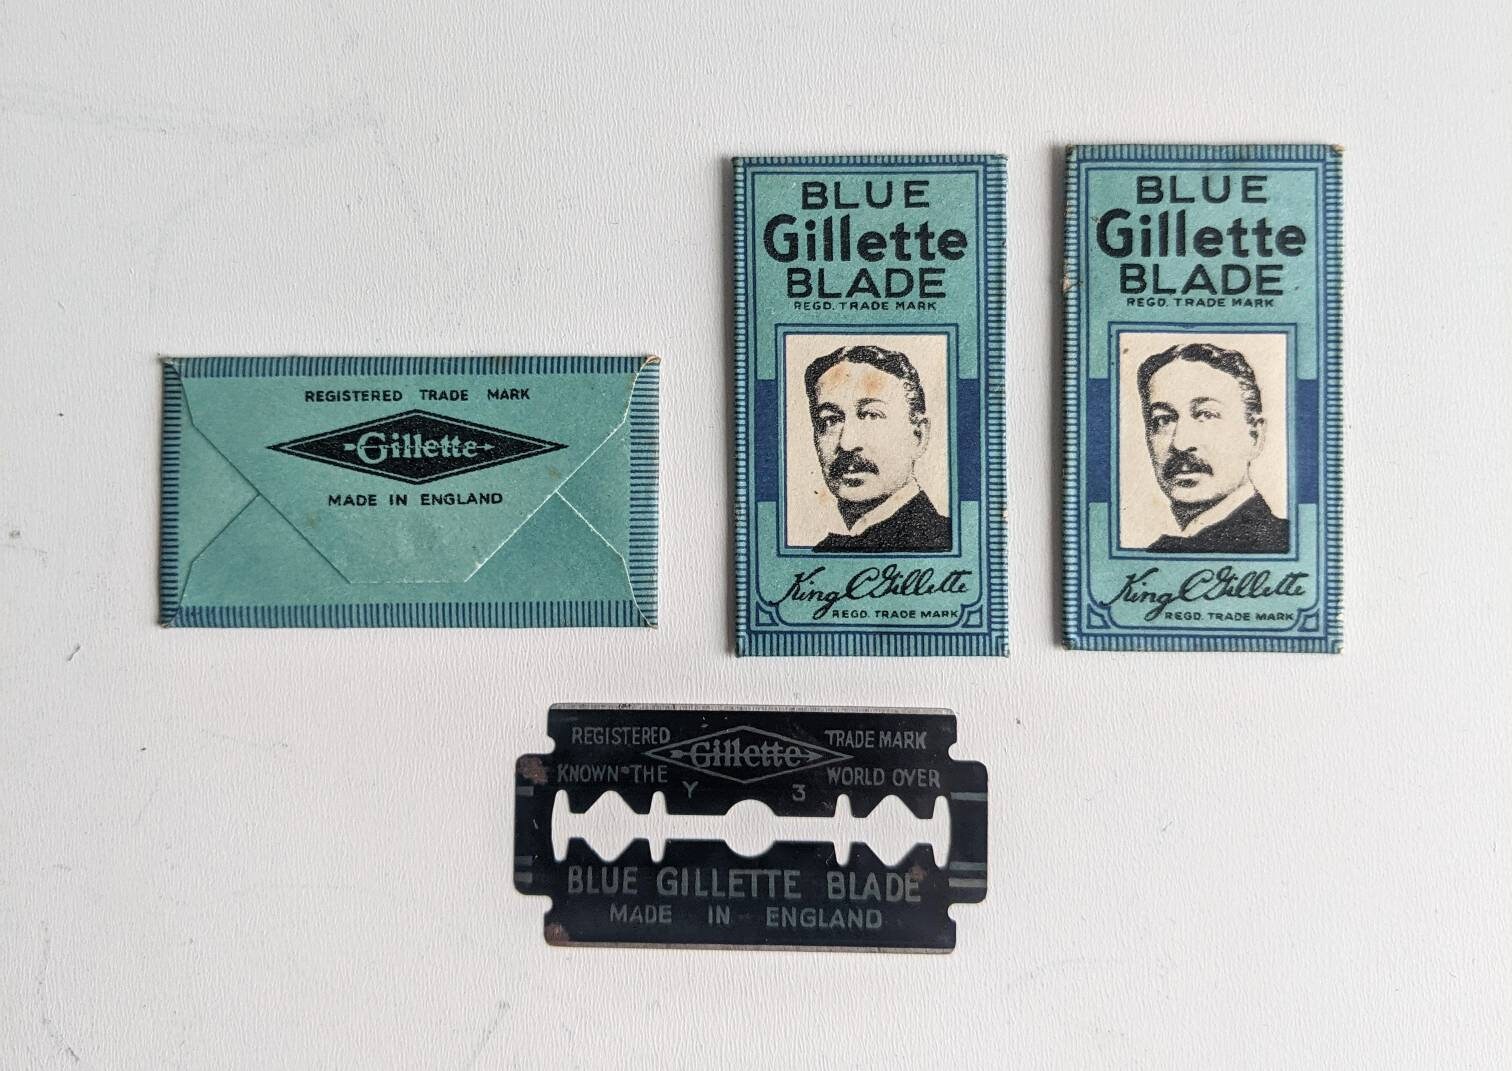 REGISTERED TRADE MARK
Gillette
MADE IN ENGLAND
BLUE
Gillette
BLADE
REGD. TRADE MARK
King C Gillette
REGD. TRADE MARK
BLUE
Gillette
BLADE
REGD. TRADE MARK
King C Gillette
REGD. TRADE MARK
REGISTERED Gillette TRADE MARK
KNOWN THE WORLD OVER
Y 3
BLUE GILLETTE BLADE
MADE IN ENGLAND